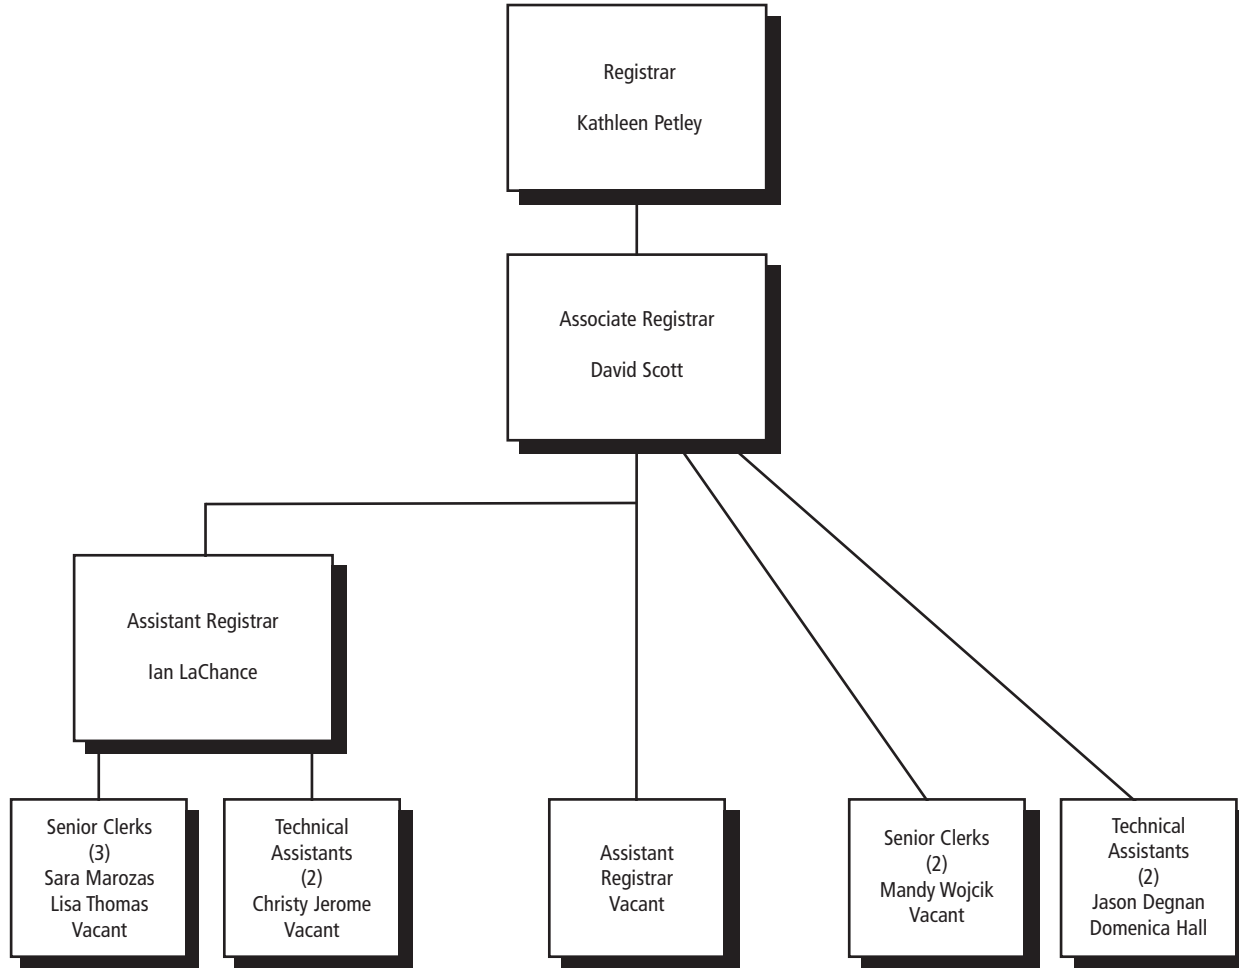 Registrar
Kathleen Petley
Associate Registrar
David Scott
Assistant Registrar
Ian LaChance
Senior Clerks
(3)
Sara Marozas
Lisa Thomas
Vacant
Technical
Assistants
(2)
Christy Jerome
Vacant
Assistant
Registrar
Vacant
Senior Clerks
(2)
Mandy Wojcik
Vacant
Technical
Assistants
(2)
Jason Degnan
Domenica Hall